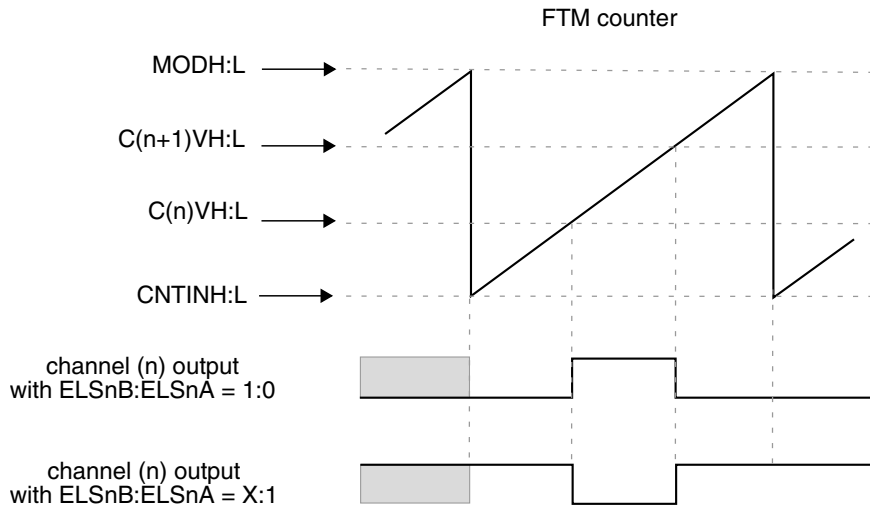 FTM counter
MODH:L
C(n+1)VH:L
C(n)VH:L
CNTINH:L
channel (n) output
with ELSnB:ELSnA = 1:0
channel (n) output
with ELSnB:ELSnA = X:1